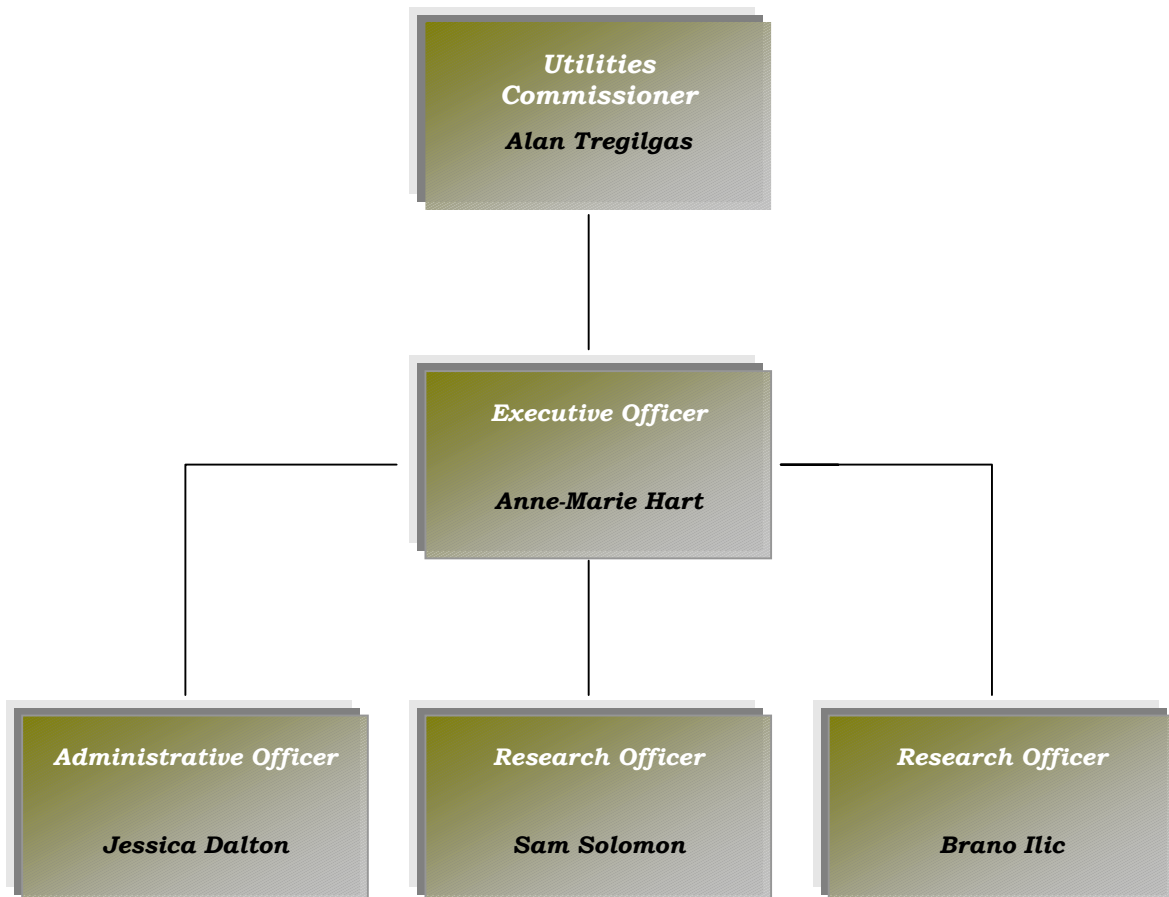 Utilities
Commissioner
Alan Tregilgas
Executive Officer
Anne-Marie Hart
Administrative Officer
Jessica Dalton
Research Officer
Sam Solomon
Research Officer
Brano Ilic